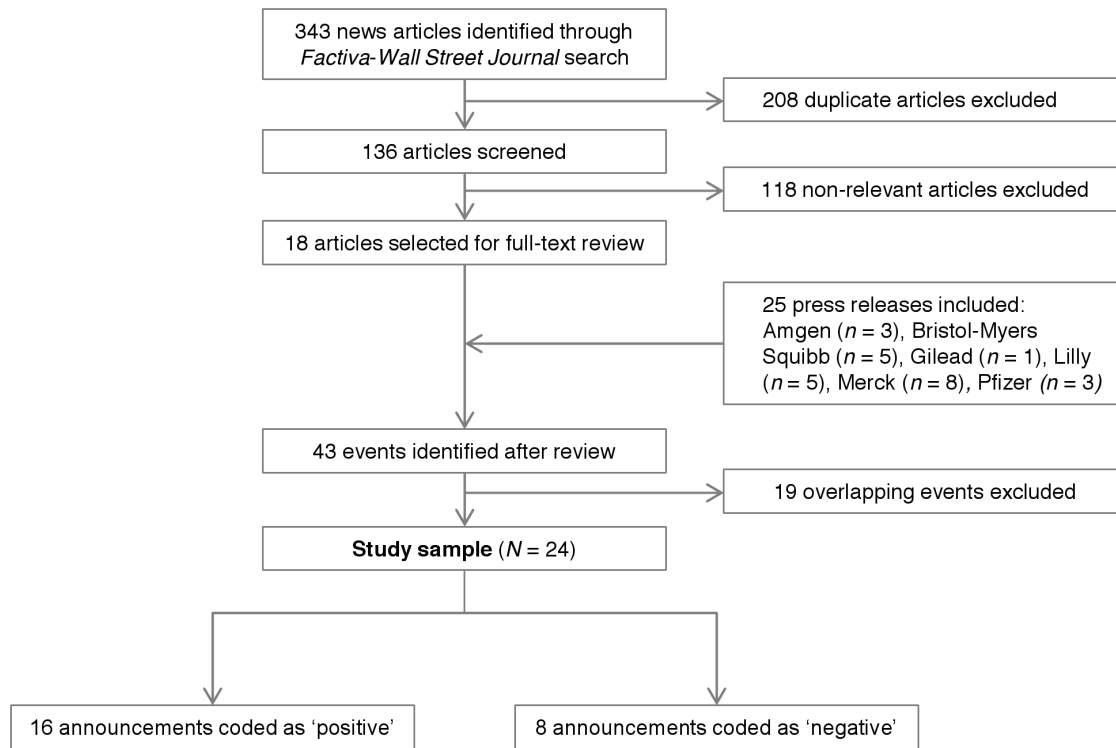 343 news articles identified through
Factiva-Wall Street Journal search
208 duplicate articles excluded
136 articles screened
118 non-relevant articles excluded
18 articles selected for full-text review
25 press releases included:
Amgen (n = 3), Bristol-Myers
Squibb (n = 5), Gilead (n = 1), Lilly
(n = 5), Merck (n = 8), Pfizer (n = 3)
43 events identified after review
19 overlapping events excluded
Study sample (N = 24)
16 announcements coded as ‘positive’
8 announcements coded as ‘negative’